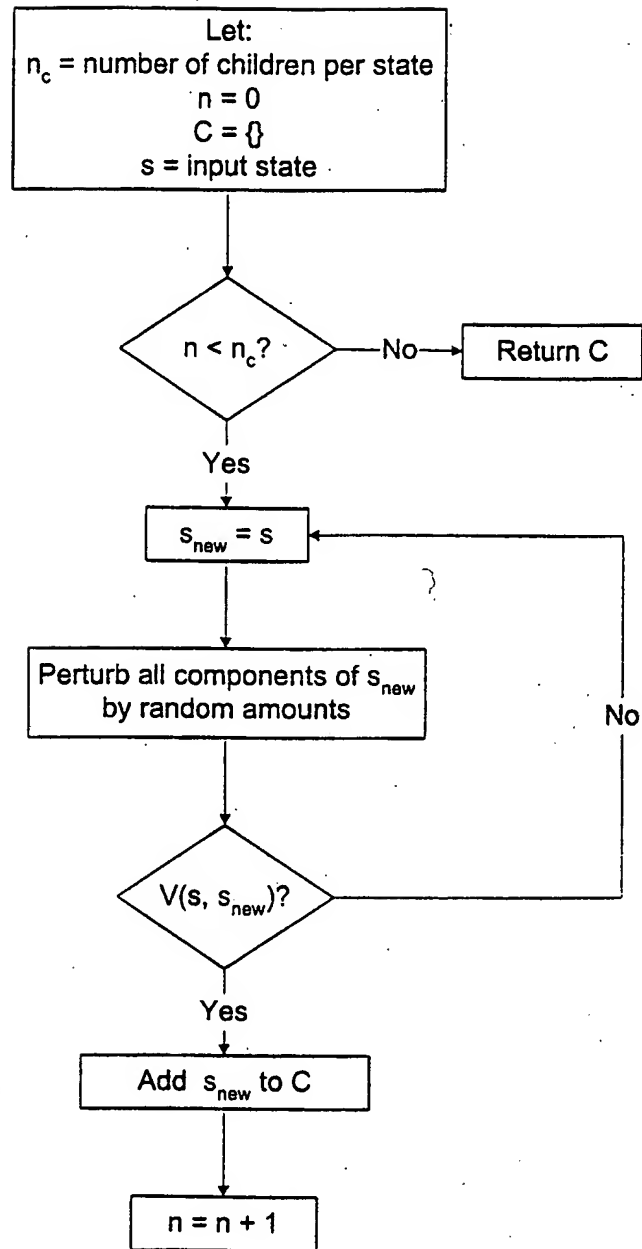 Let:
n_c = number of children per state
n = 0
C = {}
s = input state
n < n_c?
No
Return C
Yes
s_new = s
Perturb all components of s_new
by random amounts
No
V(s, s_new)?
Yes
Add s_new to C
n = n + 1